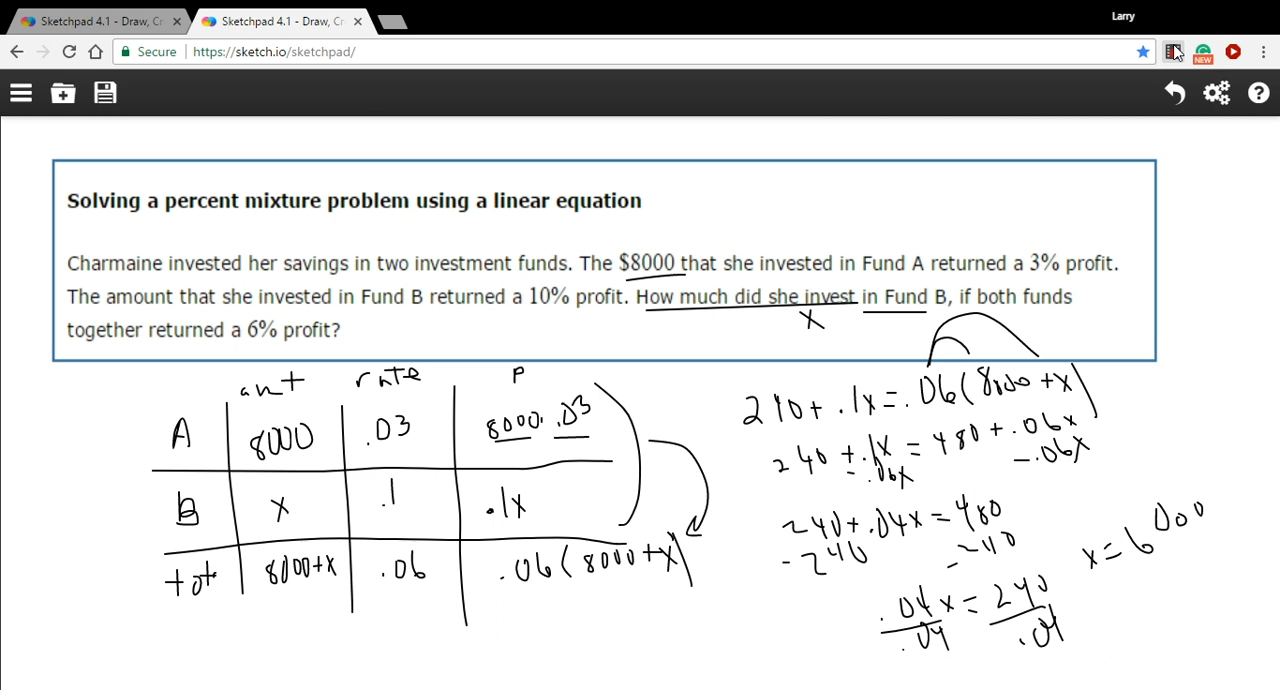 Larry
Sketchpad 4.1 - Draw, Cr
Sketchpad 4.1 - Draw, Cr
Secure
https://sketch.io/sketchpad/
NEW
Solving a percent mixture problem using a linear equation
Charmaine invested her savings in two investment funds. The $8000 that she invested in Fund A returned a 3% profit.
The amount that she invested in Fund B returned a 10% profit. How much did she invest in Fund B, if both funds
together returned a 6% profit?
x
amt rate P
A 8000 .03 8000. .03
B x .1 .1x
tot 8000+x .06 .06(8000+x)
240+ .1x=.06(8000+x)
240 +.1x = 480 + .06x
-.06x -.06x
240+.04x=480
-240 -240
.04x=240
.04 .04
x=6000